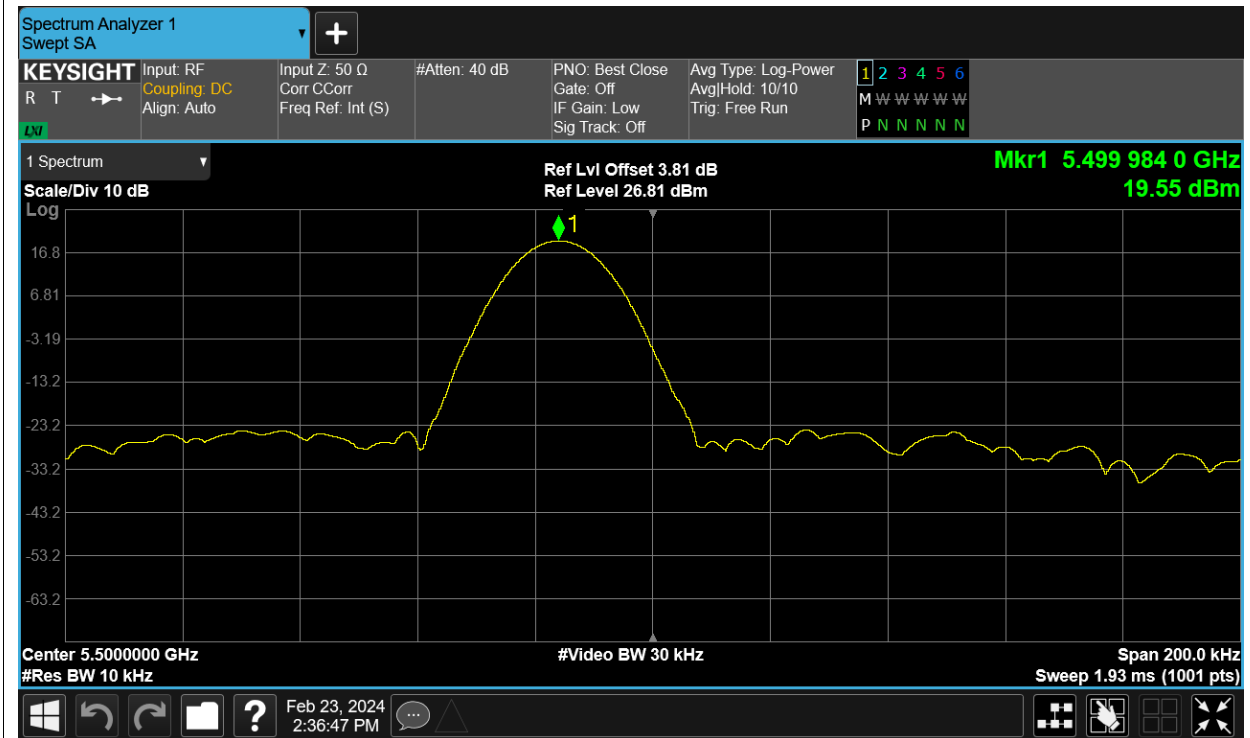 Spectrum Analyzer 1
Swept SA
KEYSIGHT
R T
LXI
Input: RF
Coupling: DC
Align: Auto
Input Z: 50 Ω
Corr CCorr
Freq Ref: Int (S)
#Atten: 40 dB
PNO: Best Close
Gate: Off
IF Gain: Low
Sig Track: Off
Avg Type: Log-Power
Avg|Hold: 10/10
Trig: Free Run
1 2 3 4 5 6
M W W W W W
P N N N N N
1 Spectrum
Scale/Div 10 dB
Log
Ref Lvl Offset 3.81 dB
Ref Level 26.81 dBm
Mkr1 5.499 984 0 GHz
19.55 dBm
1
16.8
6.81
-3.19
-13.2
-23.2
-33.2
-43.2
-53.2
-63.2
Center 5.5000000 GHz
#Res BW 10 kHz
#Video BW 30 kHz
Span 200.0 kHz
Sweep 1.93 ms (1001 pts)
?
Feb 23, 2024
2:36:47 PM